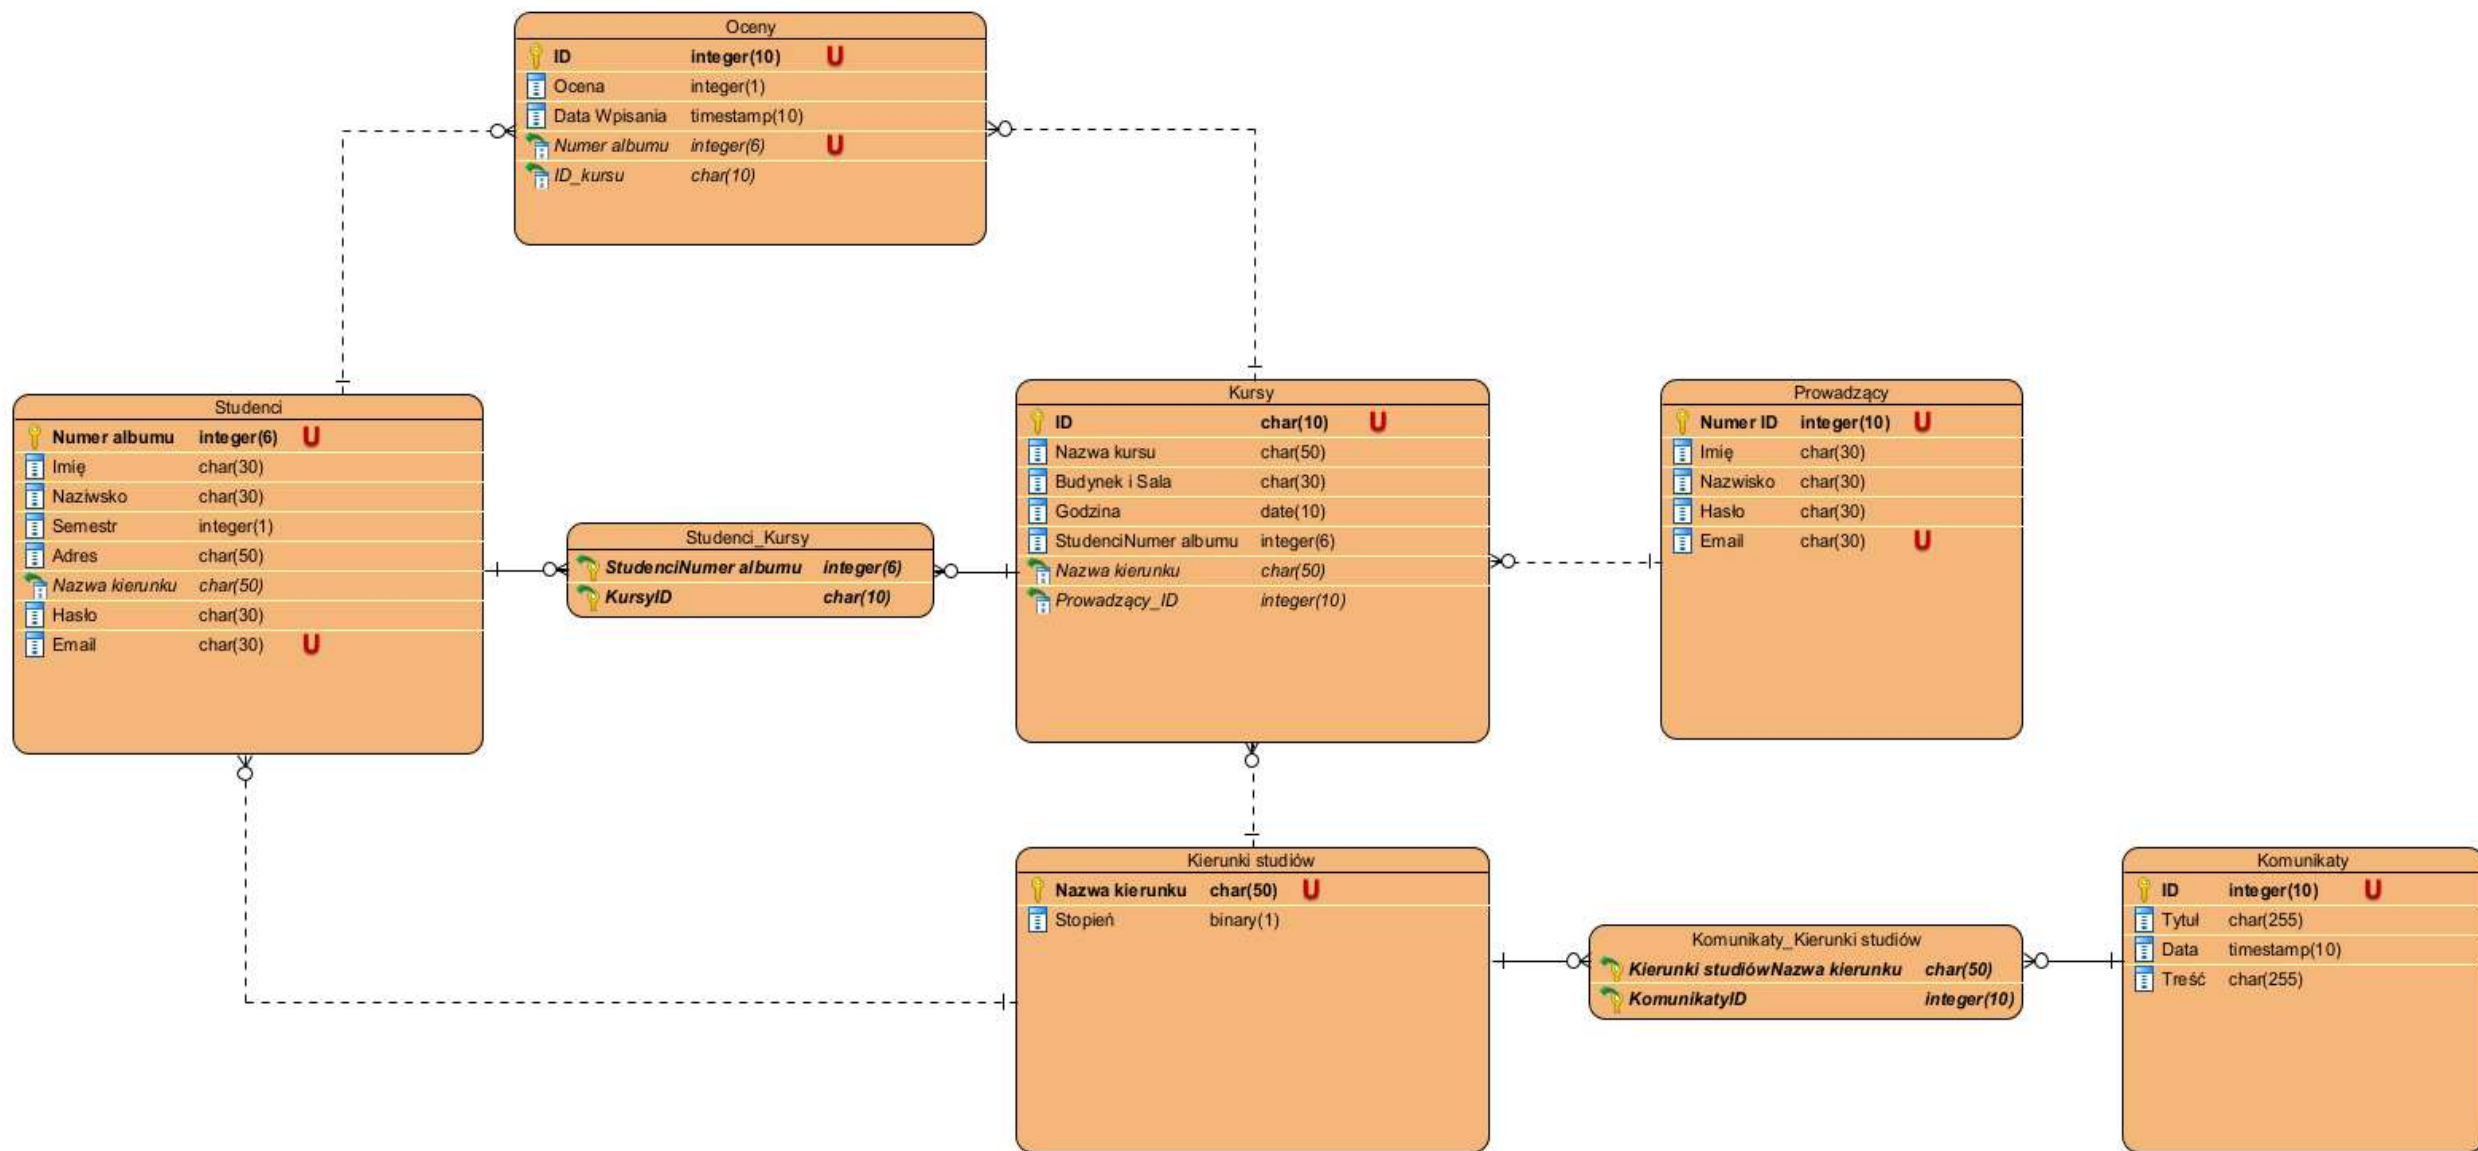 Oceny
ID integer(10) U
Ocena integer(1)
Data Wpisania timestamp(10)
Numer albumu integer(6) U
ID_kursu char(10)
Studenci
Numer albumu integer(6) U
Imię char(30)
Naziwsko char(30)
Semestr integer(1)
Adres char(50)
Nazwa kierunku char(50)
Hasło char(30)
Email char(30) U
Studenci_Kursy
StudenciNumer albumu integer(6)
KursyID char(10)
Kursy
ID char(10) U
Nazwa kursu char(50)
Budynek i Sala char(30)
Godzina date(10)
StudenciNumer albumu integer(6)
Nazwa kierunku char(50)
Prowadzący_ID integer(10)
Prowadzący
Numer ID integer(10) U
Imię char(30)
Nazwisko char(30)
Hasło char(30)
Email char(30) U
Kierunki studiów
Nazwa kierunku char(50) U
Stopień binary(1)
Komunikaty_Kierunki studiów
Kierunki studiówNazwa kierunku char(50)
KomunikatyID integer(10)
Komunikaty
ID integer(10) U
Tytuł char(255)
Data timestamp(10)
Treść char(255)